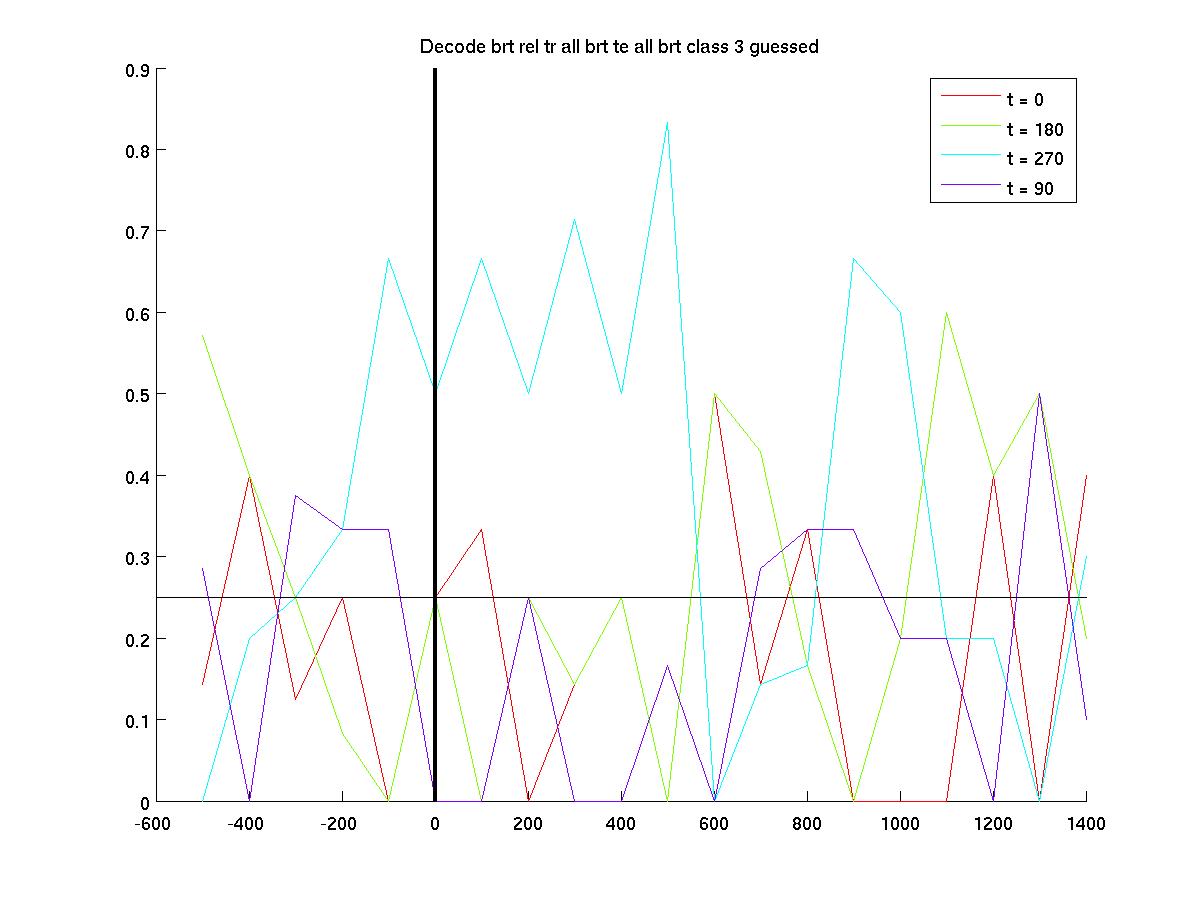 Decode brt rel tr all brt te all brt class 3 guessed
t = 0
t = 180
t = 270
t = 90
0.9
0.8
0.7
0.6
0.5
0.4
0.3
0.2
0.1
0
-600 -400 -200 0 200 400 600 800 1000 1200 1400